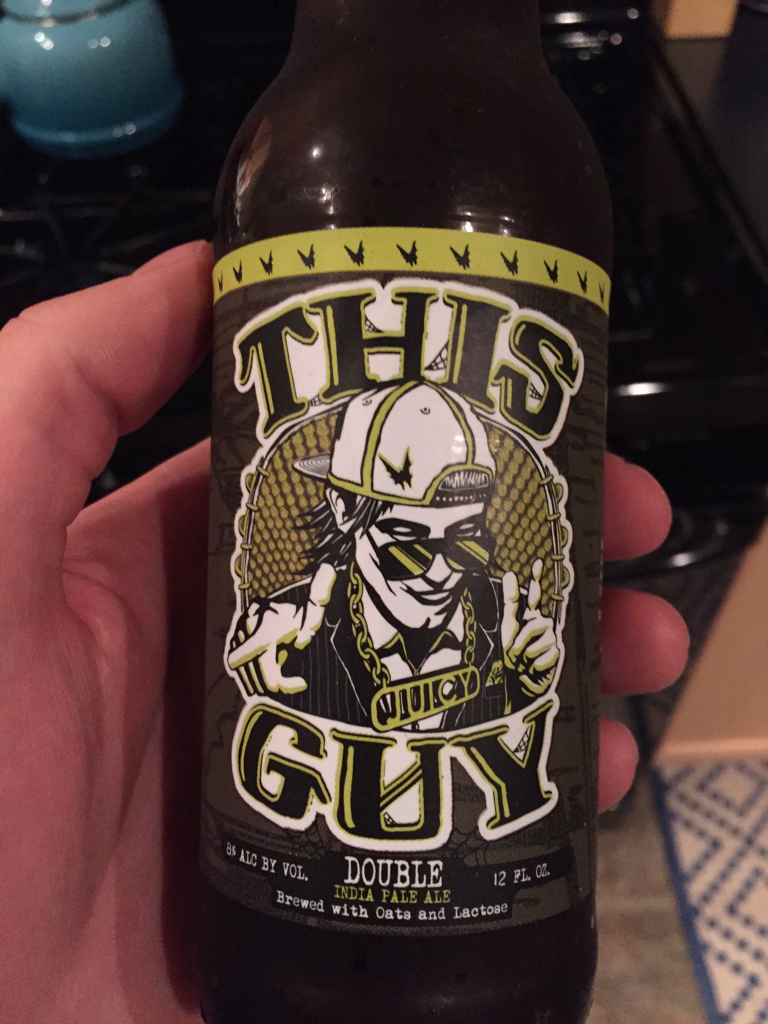 THIS
JUICY
GUY
8% ALC BY VOL.
DOUBLE
12 FL. OZ.
INDIA PALE ALE
Brewed with Oats and Lactose